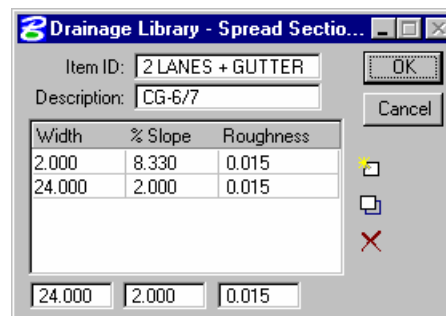 Drainage Library - Spread Sectio...
Item ID: 2 LANES + GUTTER
OK
Description: CG-6/7
Cancel
Width % Slope Roughness
2.000 8.330 0.015
24.000 2.000 0.015
24.000 2.000 0.015